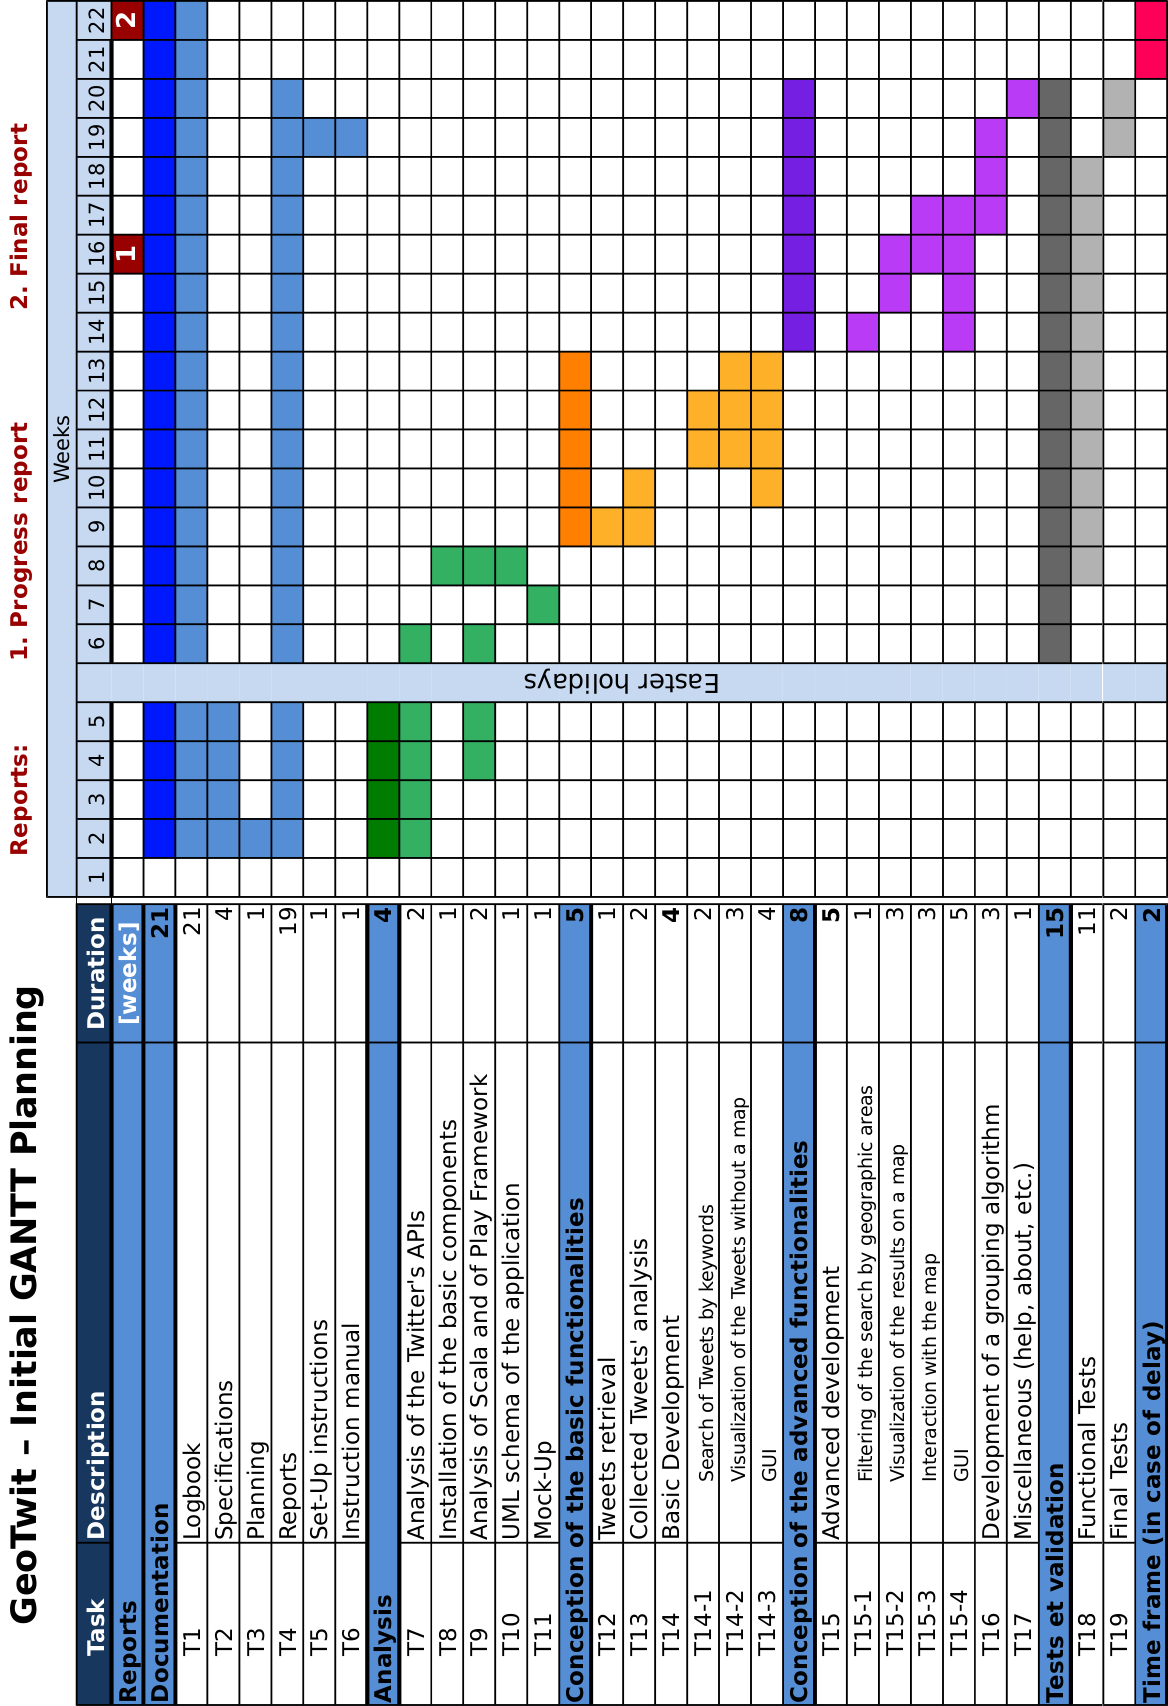 GeoTwit – Initial GANTT Planning
Reports: 1. Progress report 2. Final report
Weeks
Task Description Duration 1 2 3 4 5 6 7 8 9 10 11 12 13 14 15 16 17 18 19 20 21 22
Reports [weeks] 1 2
Documentation 21
T1 Logbook 21
T2 Specifications 4
T3 Planning 1
T4 Reports 19
T5 Set-Up instructions 1
T6 Instruction manual 1
Analysis 4
T7 Analysis of the Twitter's APIs 2
T8 Installation of the basic components 1
T9 Analysis of Scala and of Play Framework 2
T10 UML schema of the application 1
T11 Mock-Up 1
Conception of the basic functionalities 5
T12 Tweets retrieval 1
T13 Collected Tweets' analysis 2
T14 Basic Development 4
T14-1 Search of Tweets by keywords 2
T14-2 Visualization of the Tweets without a map 3
T14-3 GUI 4
Conception of the advanced functionalities 8
T15 Advanced development 5
T15-1 Filtering of the search by geographic areas 1
T15-2 Visualization of the results on a map 3
T15-3 Interaction with the map 3
T15-4 GUI 5
T16 Development of a grouping algorithm 3
T17 Miscellaneous (help, about, etc.) 1
Tests et validation 15
T18 Functional Tests 11
T19 Final Tests 2
Time frame (in case of delay) 2
Easter holidays